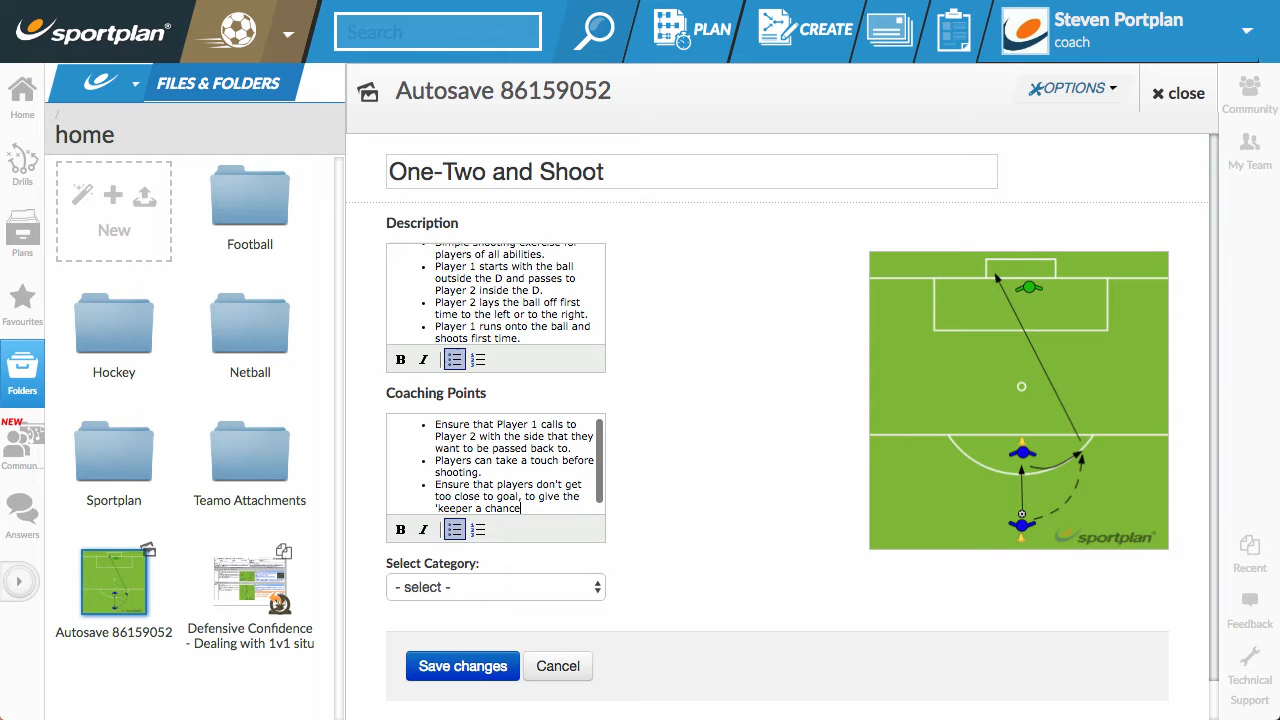 sportplan
Search
PLAN
CREATE
Steven Portplan
coach
Home
Drills
Plans
Favourites
Folders
NEW
Commun...
Answers
FILES & FOLDERS
/
home
New
Football
Hockey
Netball
Sportplan
Teamo Attachments
Autosave 86159052
Defensive Confidence
- Dealing with 1v1 situ
Autosave 86159052
OPTIONS
close
One-Two and Shoot
Description
Simple shooting exercise for
players of all abilities.
Player 1 starts with the ball
outside the D and passes to
Player 2 inside the D.
Player 2 lays the ball off first
time to the left or to the right.
Player 1 runs onto the ball and
shoots first time.
B I
Coaching Points
Ensure that Player 1 calls to
Player 2 with the side that they
want to be passed back to.
Players can take a touch before
shooting.
Ensure that players don't get
too close to goal, to give the
'keeper a chance
B I
Select Category:
- select -
Save changes
Cancel
sportplan
Community
My Team
Recent
Feedback
Technical
Support